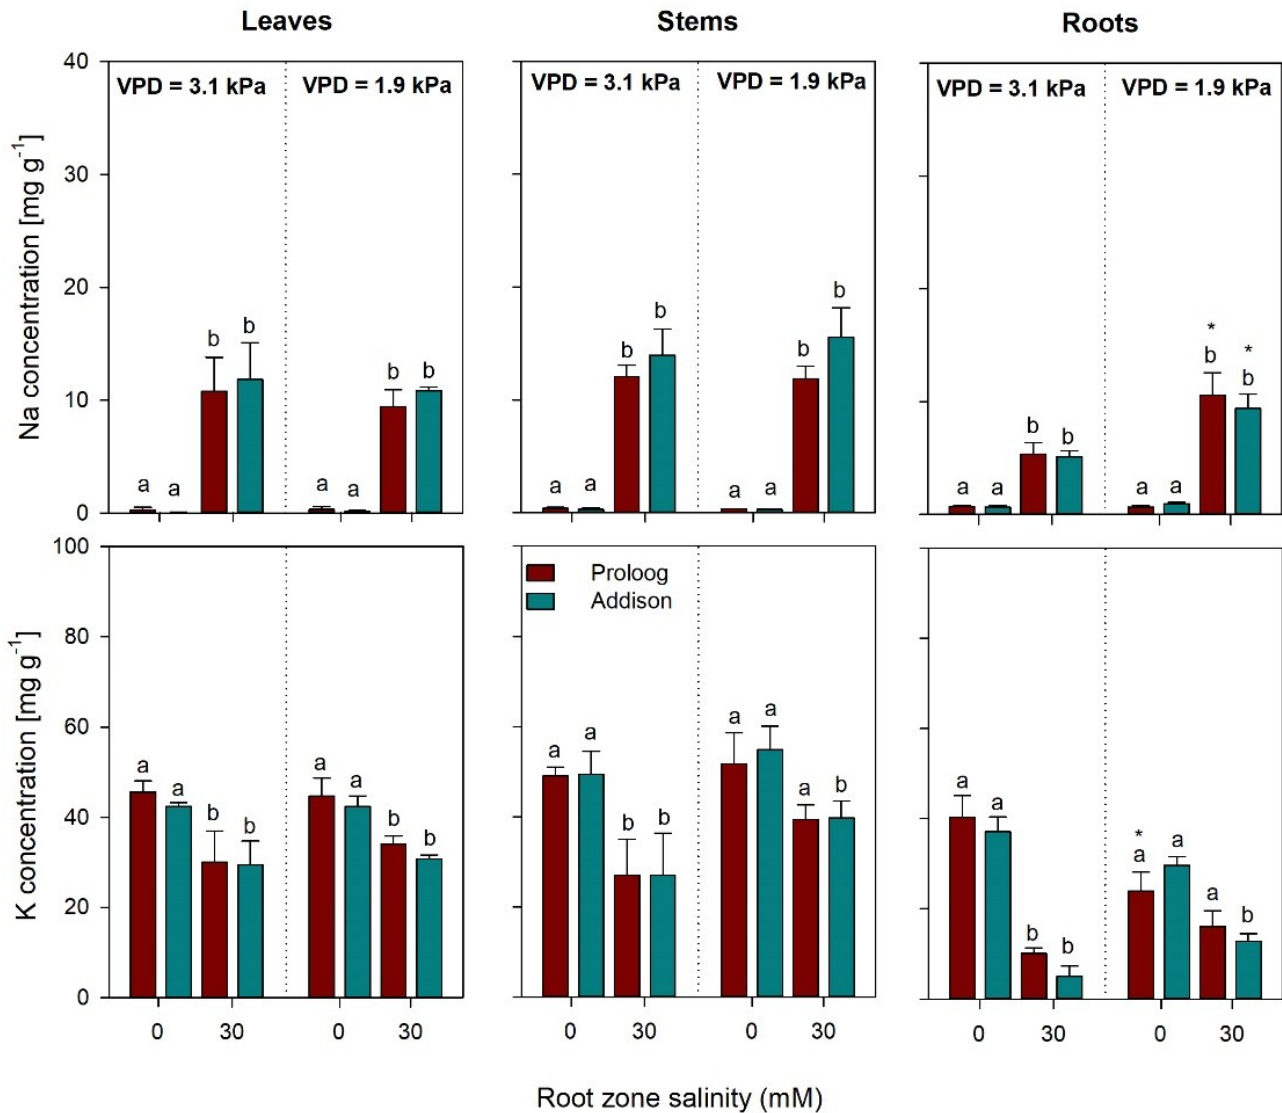 Leaves Stems Roots
VPD = 3.1 kPa VPD = 1.9 kPa VPD = 3.1 kPa VPD = 1.9 kPa VPD = 3.1 kPa VPD = 1.9 kPa
Na concentration [mg g-1]
40
30
20
10
0
a a b b a a b b
a a b b a a b b
a a b b a a * b * b
K concentration [mg g-1]
100
80
60
40
20
0
Proloog
Addison
a a b b a a b b
a a b b a a a b
a a b b * a a a b
0 30 0 30 0 30 0 30 0 30 0 30
Root zone salinity (mM)